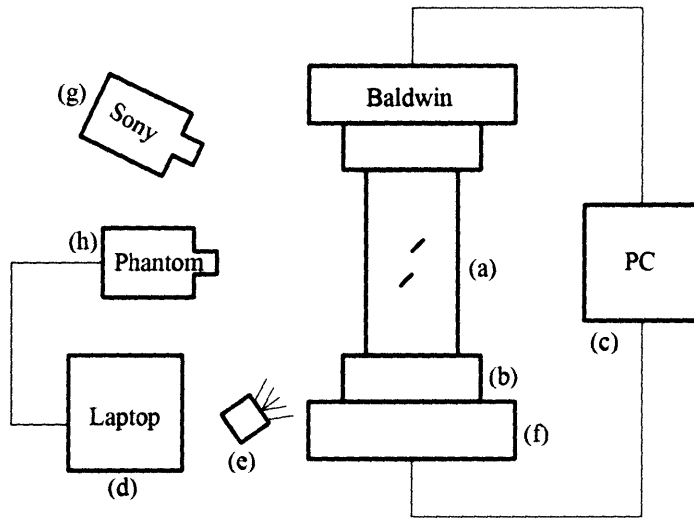 (g)
Sony
Baldwin
(h)
Phantom
(a)
PC
(c)
Laptop
(b)
(e)
(f)
(d)